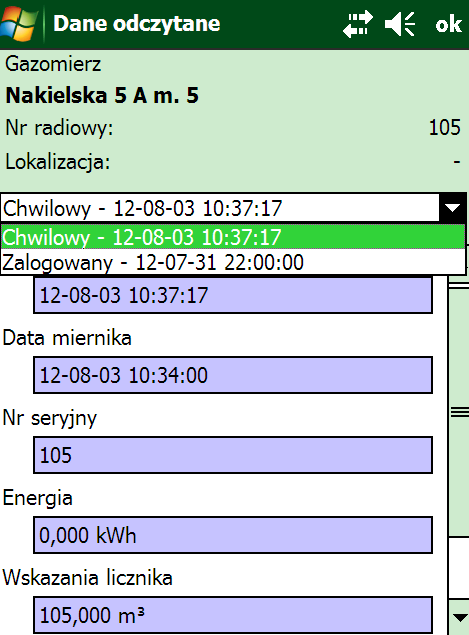 Dane odczytane ok
Gazomierz
Nakielska 5 A m. 5
Nr radiowy: 105
Lokalizacja: -
Chwilowy - 12-08-03 10:37:17
Chwilowy - 12-08-03 10:37:17
Zalogowany - 12-07-31 22:00:00
12-08-03 10:37:17
Data miernika
12-08-03 10:34:00
Nr seryjny
105
Energia
0,000 kWh
Wskazania licznika
105,000 m³